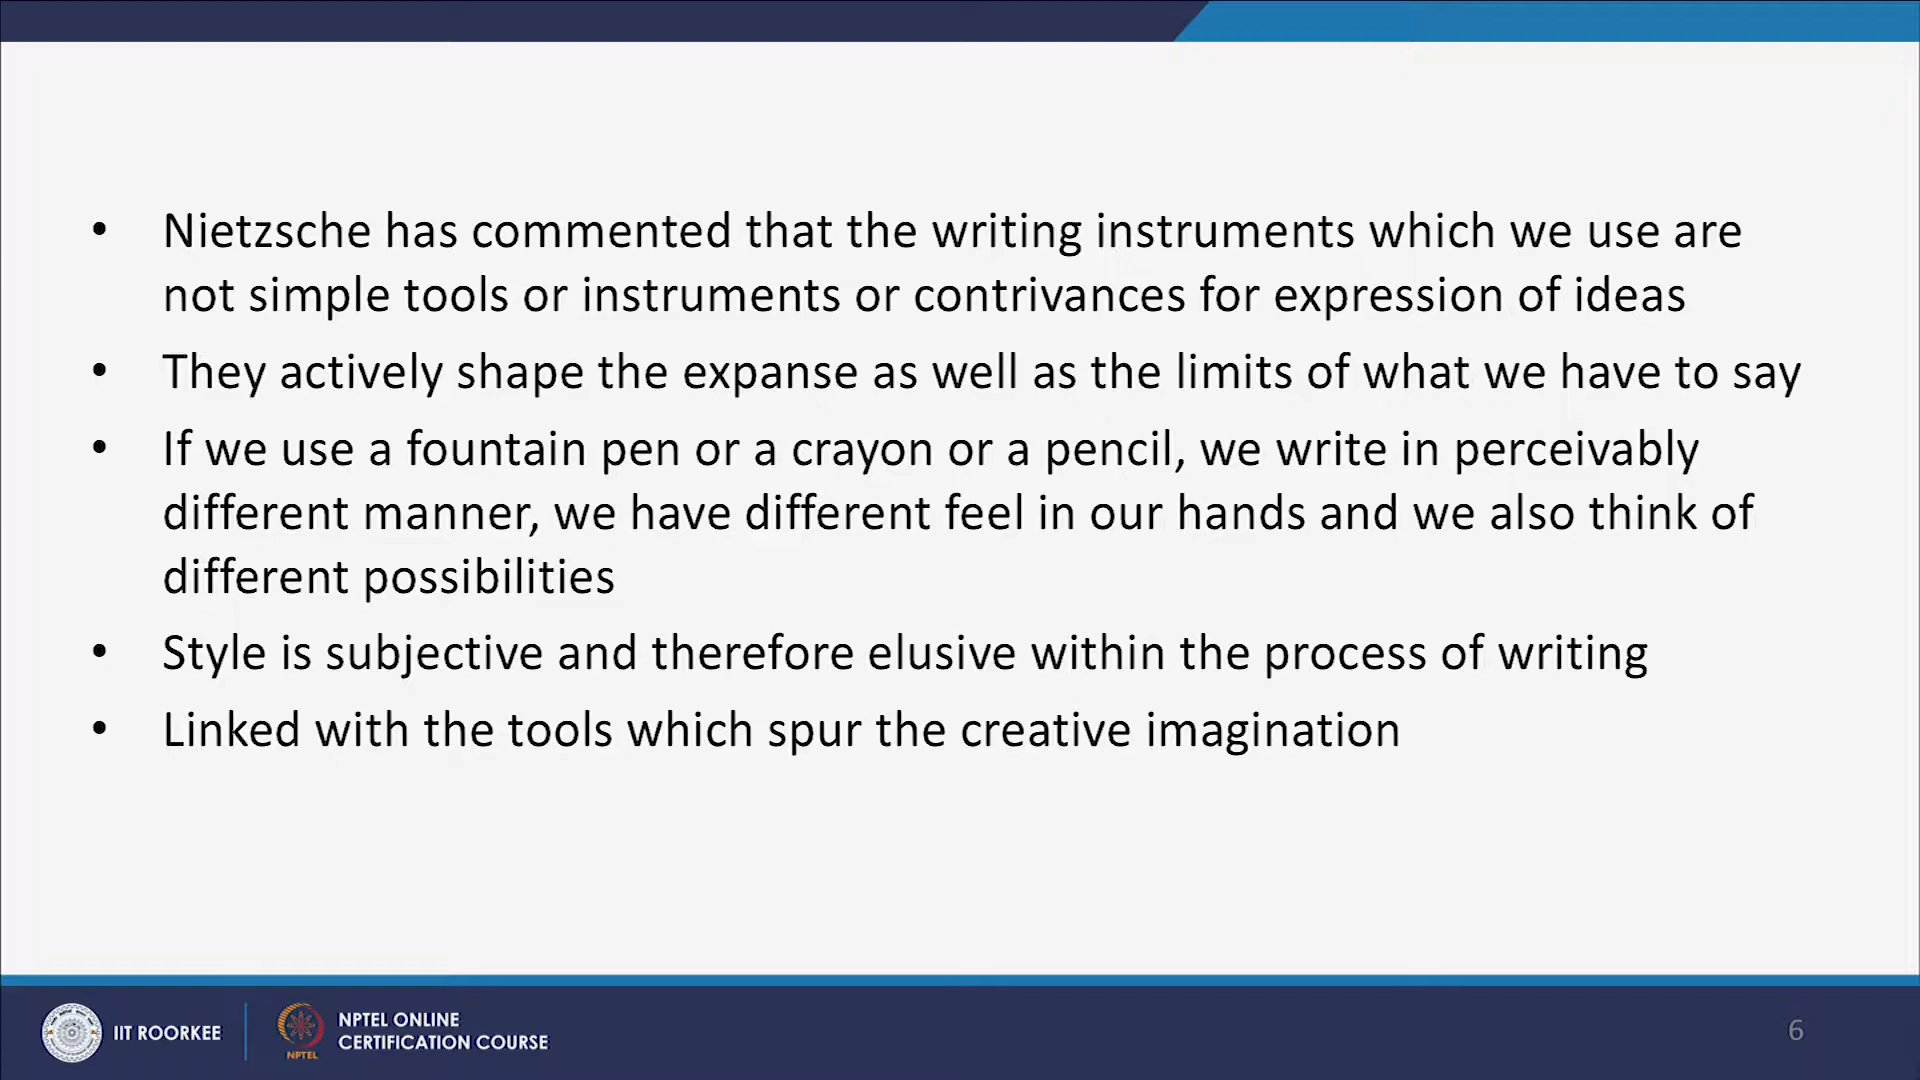 • Nietzsche has commented that the writing instruments which we use are
not simple tools or instruments or contrivances for expression of ideas
• They actively shape the expanse as well as the limits of what we have to say
• If we use a fountain pen or a crayon or a pencil, we write in perceivably
different manner, we have different feel in our hands and we also think of
different possibilities
• Style is subjective and therefore elusive within the process of writing
• Linked with the tools which spur the creative imagination
IIT ROORKEE
NPTEL
NPTEL ONLINE
CERTIFICATION COURSE
6